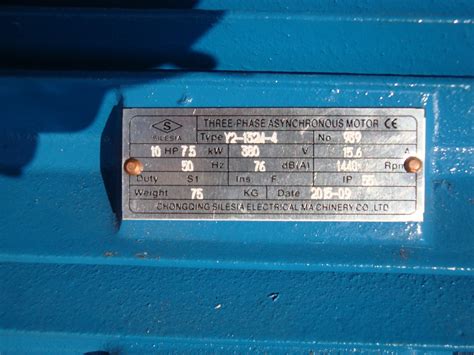 S
SILESIA
THREE-PHASE ASYNCHRONOUS MOTOR CE
Type Y2-132M-4 No 939
10 HP 7.5 kW 380 V 15.6 A
50 Hz 76 dB(A) 1440 Rpm
Duty S1 Ins F IP 55
Weight 75 KG Date 2015-09
CHONGQING SILESIA ELECTRICAL MACHINERY CO.,LTD